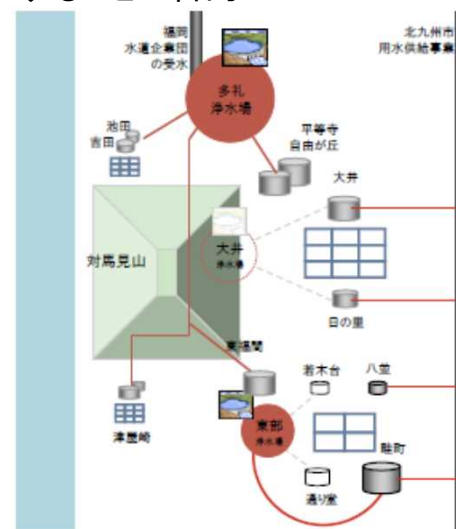 福岡
水道企業団
の受水
北九州市
用水供給事業
多礼
浄水場
池田
吉田
平等寺
自由が丘
大井
対馬見山
大井
浄水場
日の里
東福間
若木台
八並
東部
浄水場
津屋崎
畦町
通り堂